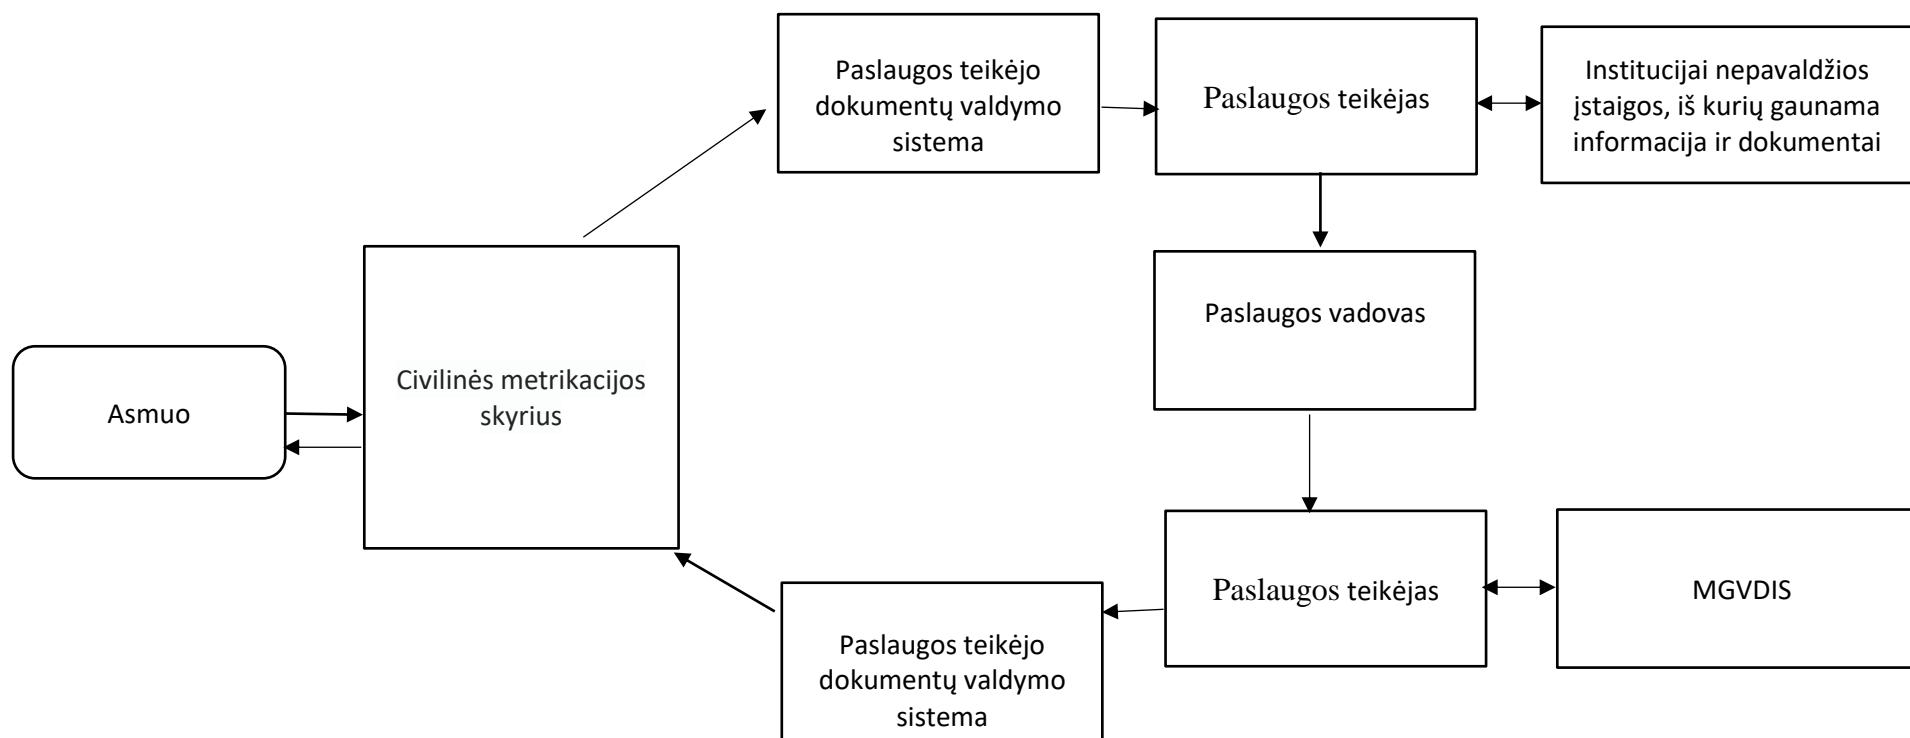 Paslaugos teikėjo
dokumentų valdymo
sistema
Paslaugos teikėjas
Institucijai nepavaldžios
įstaigos, iš kurių gaunama
informacija ir dokumentai
Paslaugos vadovas
Civilinės metrikacijos
skyrius
Asmuo
Paslaugos teikėjas
MGVDIS
Paslaugos teikėjo
dokumentų valdymo
sistema